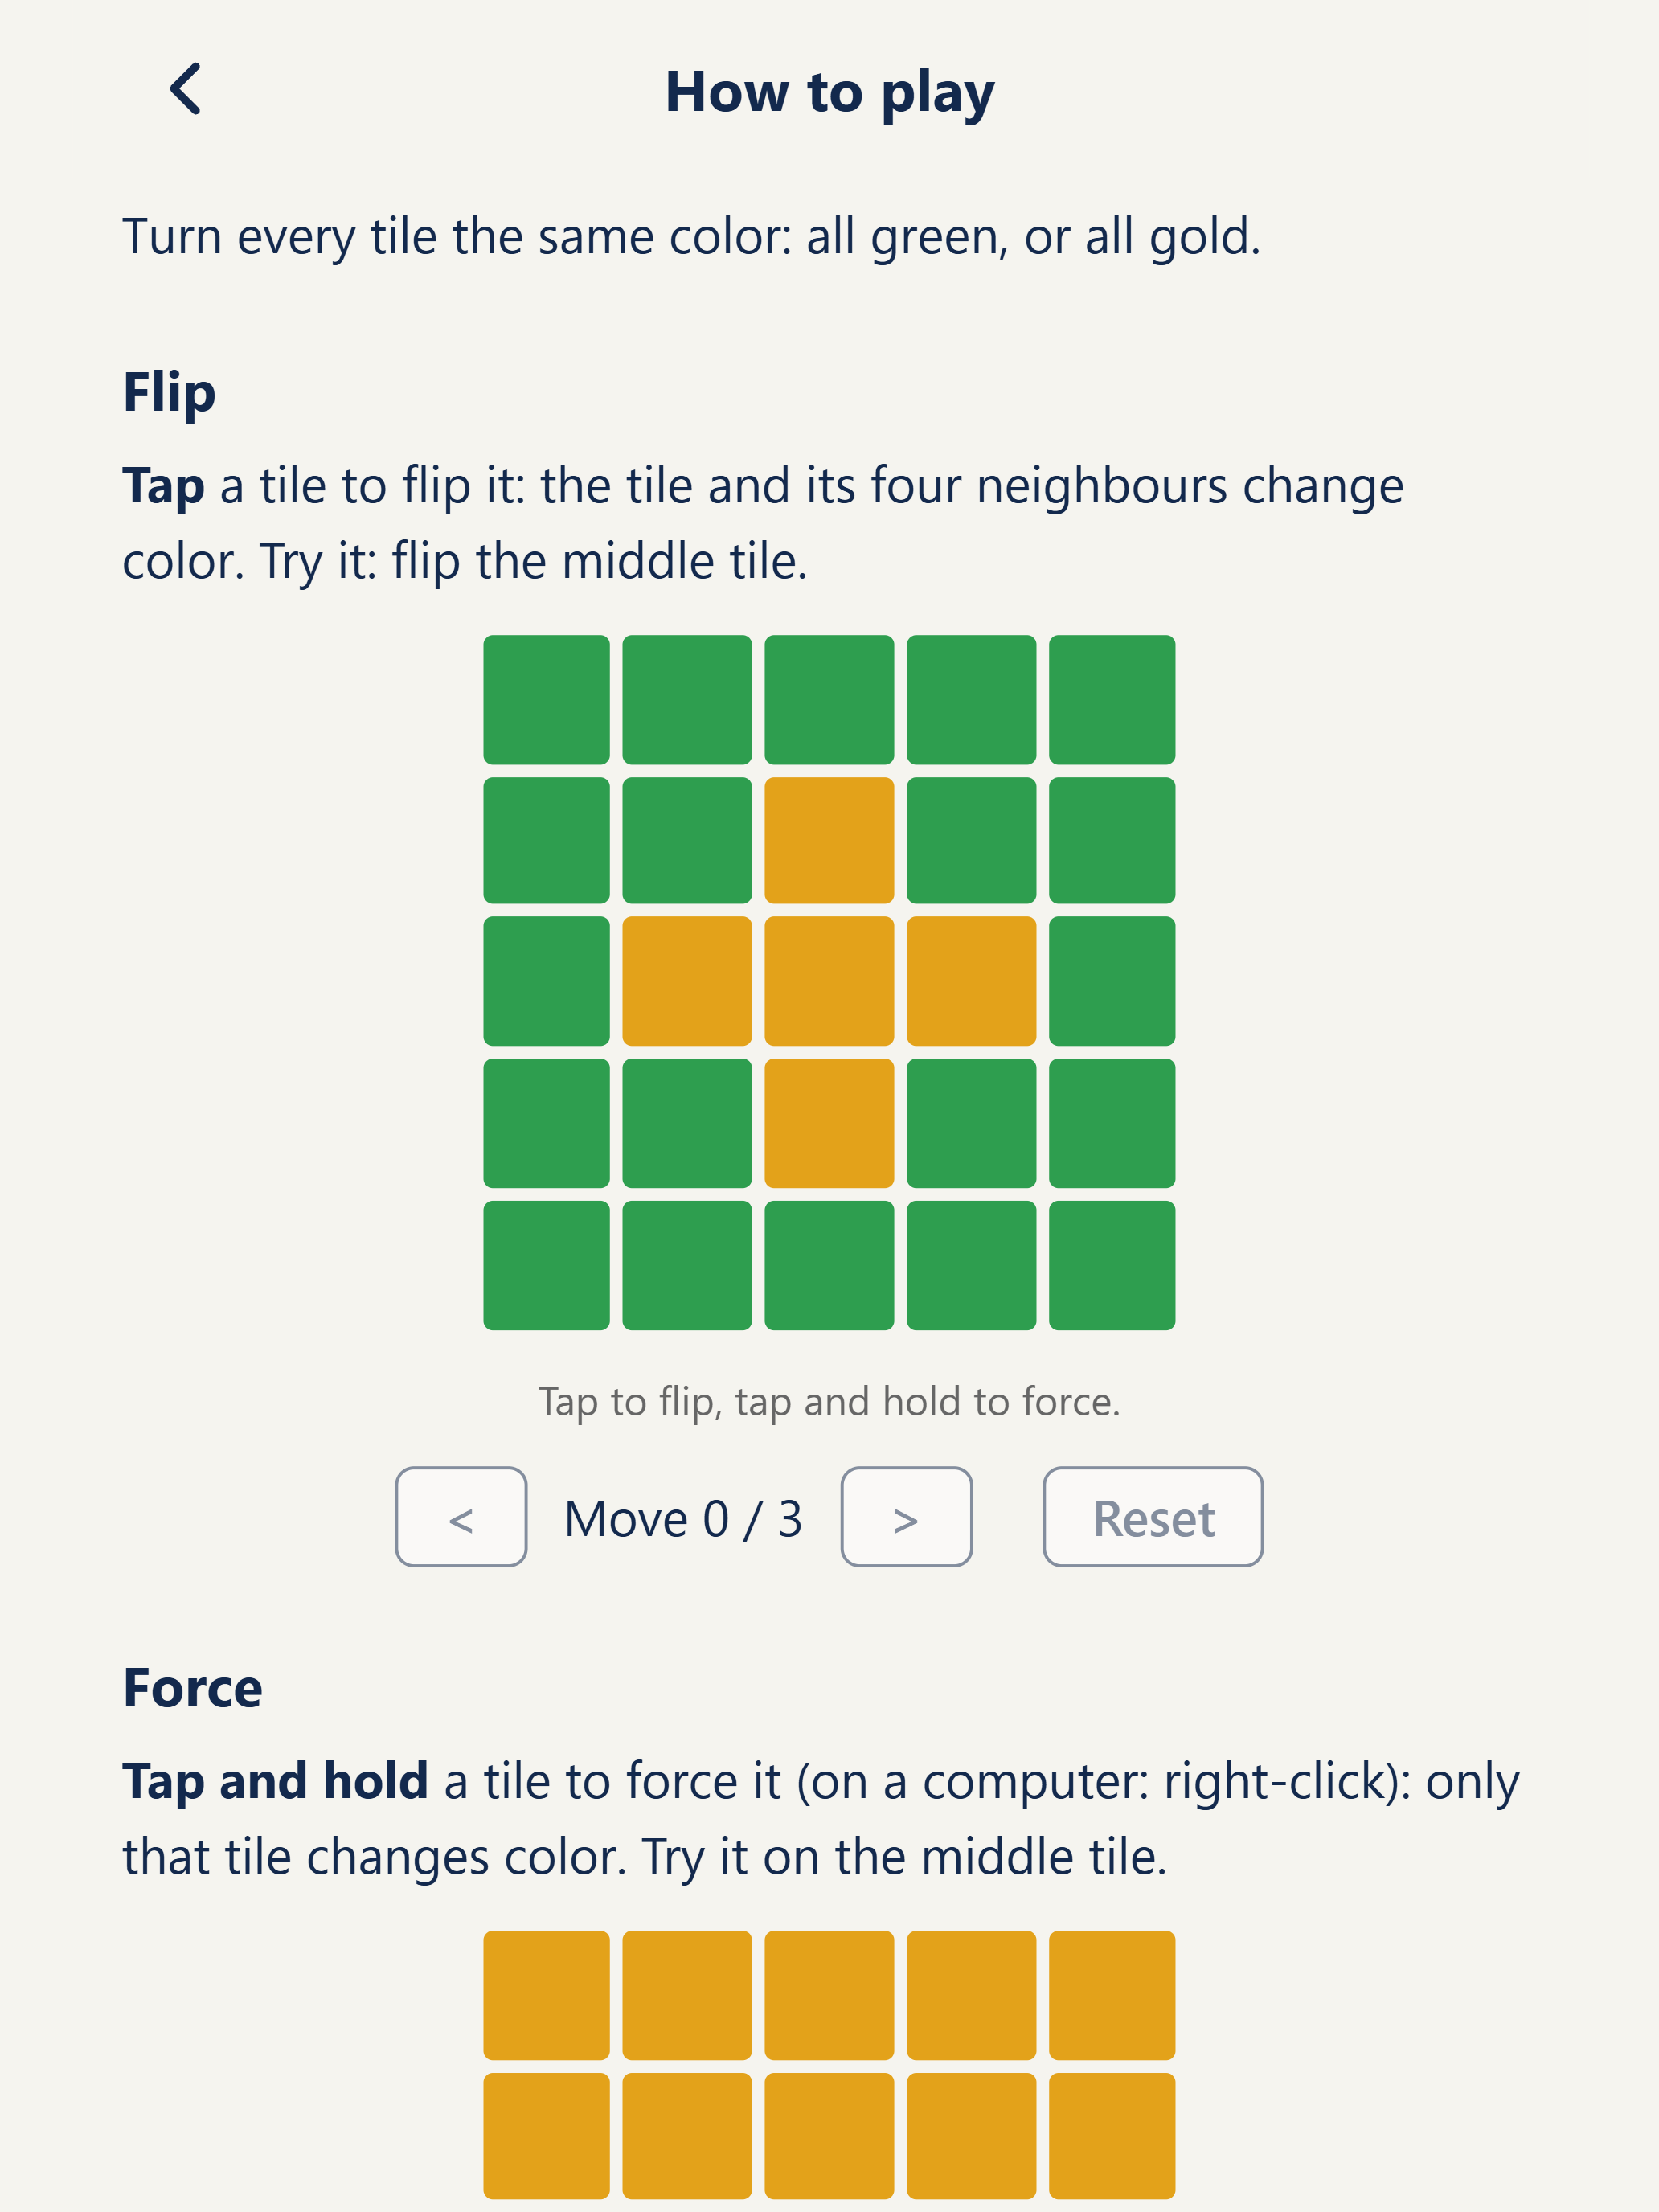 How to play
Turn every tile the same color: all green, or all gold.
Flip
Tap a tile to flip it: the tile and its four neighbours change
color. Try it: flip the middle tile.
Tap to flip, tap and hold to force.
< Move 0 / 3 > Reset
Force
Tap and hold a tile to force it (on a computer: right-click): only
that tile changes color. Try it on the middle tile.